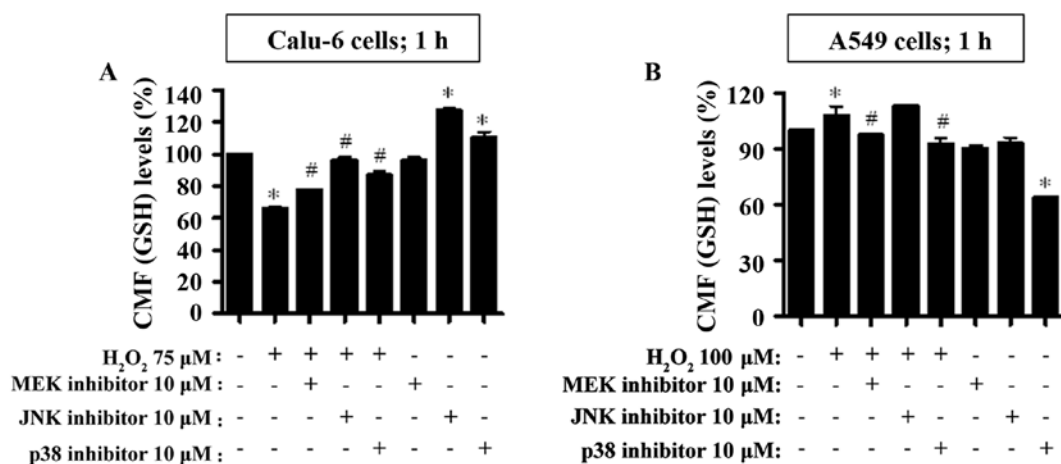 Calu-6 cells; 1 h
A
CMF (GSH) levels (%)
140
120
100
80
60
40
20
0
*
#
#
#
*
*
H₂O₂ 75 μM: - + + + + - - -
MEK inhibitor 10 μM: - - + - - + - -
JNK inhibitor 10 μM: - - - + - - + -
p38 inhibitor 10 μM: - - - - + - - +
A549 cells; 1 h
B
CMF (GSH) levels (%)
120
90
60
30
0
*
#
#
*
H₂O₂ 100 μM: - + + + + - - -
MEK inhibitor 10 μM: - - + - - + - -
JNK inhibitor 10 μM: - - - + - - + -
p38 inhibitor 10 μM: - - - - + - - +